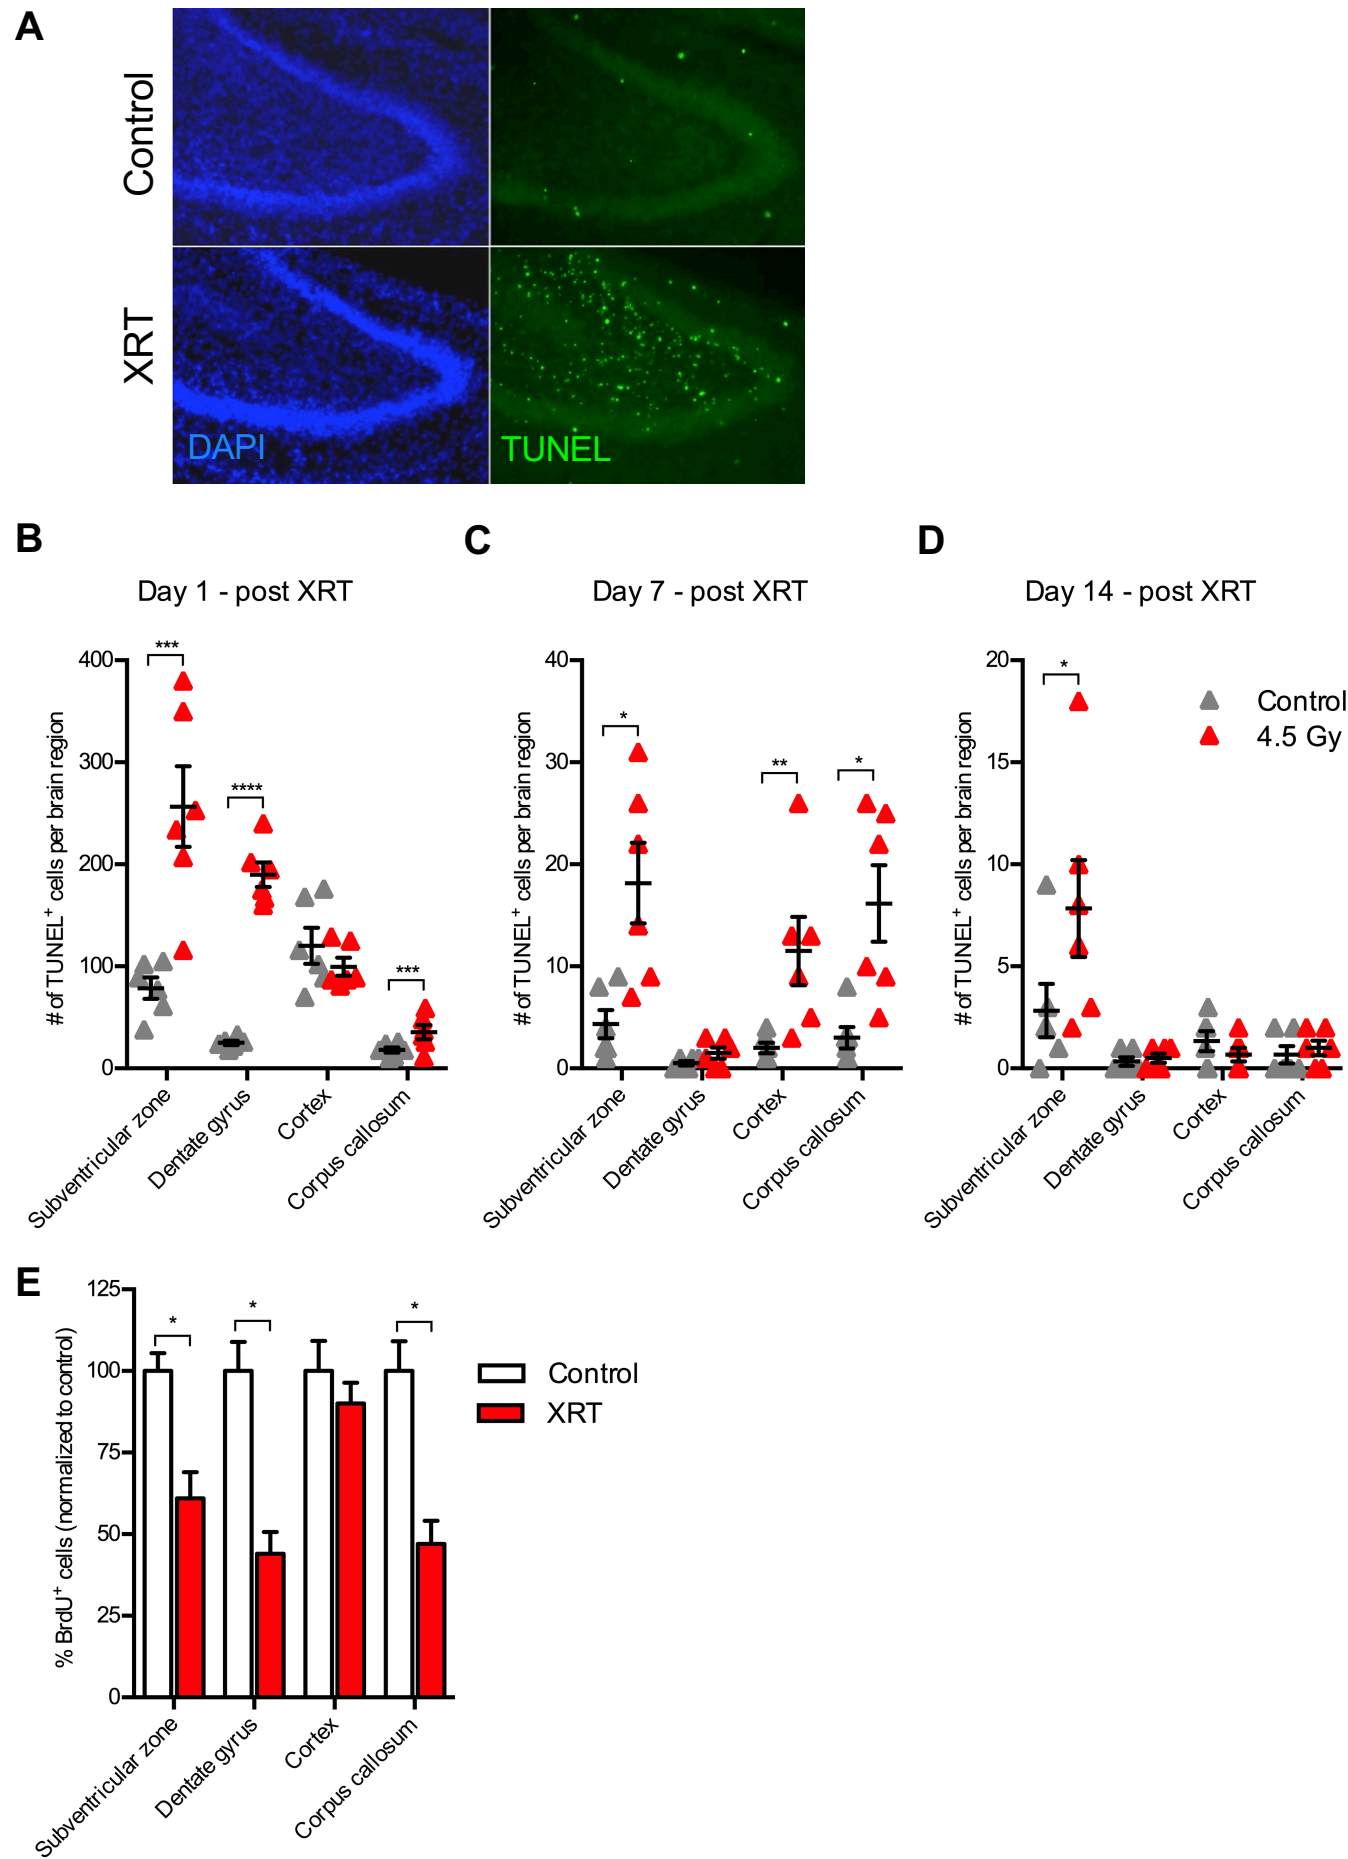 A
Control
XRT
DAPI
TUNEL
B
Day 1 - post XRT
# of TUNEL+ cells per brain region
400
300
200
100
0
***
****
***
Subventricular zone
Dentate gyrus
Cortex
Corpus callosum
C
Day 7 - post XRT
# of TUNEL+ cells per brain region
40
30
20
10
0
*
**
*
Subventricular zone
Dentate gyrus
Cortex
Corpus callosum
D
Day 14 - post XRT
# of TUNEL+ cells per brain region
20
15
10
5
0
*
Control
4.5 Gy
Subventricular zone
Dentate gyrus
Cortex
Corpus callosum
E
% BrdU+ cells (normalized to control)
125
100
75
50
25
0
*
*
*
Control
XRT
Subventricular zone
Dentate gyrus
Cortex
Corpus callosum